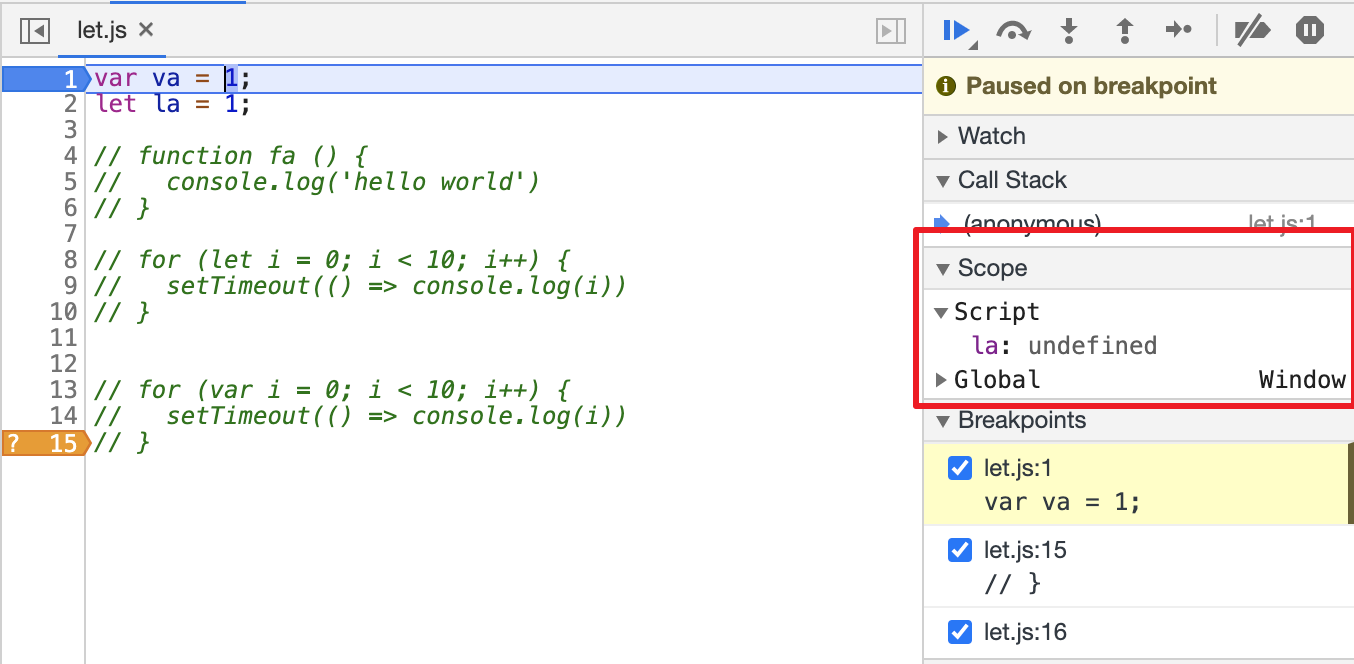 let.js ✕
1 var va = 1;
2 let la = 1;
3
4 // function fa () {
5 //   console.log('hello world')
6 // }
7
8 // for (let i = 0; i < 10; i++) {
9 //   setTimeout(() => console.log(i))
10 // }
11
12
13 // for (var i = 0; i < 10; i++) {
14 //   setTimeout(() => console.log(i))
? 15 // }
Paused on breakpoint
Watch
Call Stack
(anonymous) let.js:1
Scope
Script
la: undefined
Global Window
Breakpoints
let.js:1
var va = 1;
let.js:15
// }
let.js:16